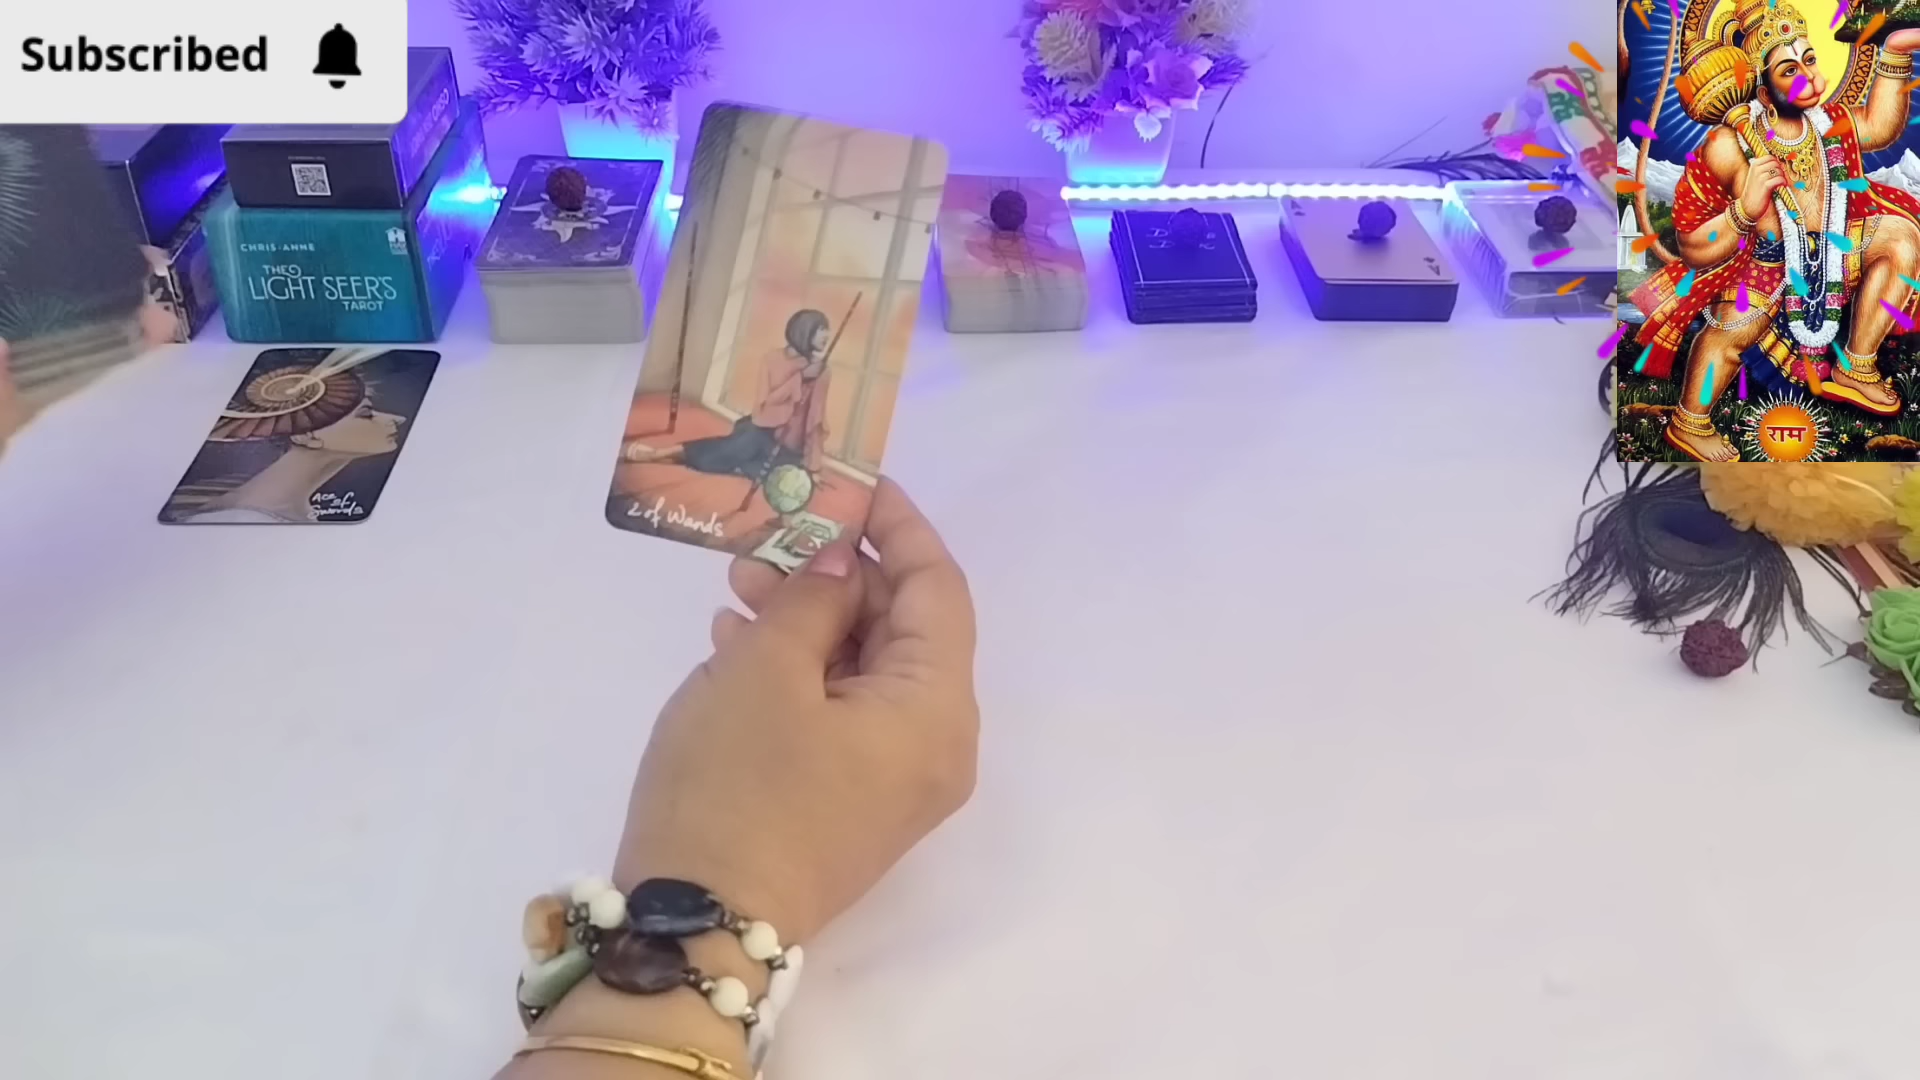 Subscribed
CHRIS-ANNE
THE
LIGHT SEER'S
TAROT
Ace
of
Swords
2 of Wands
A
A
राम